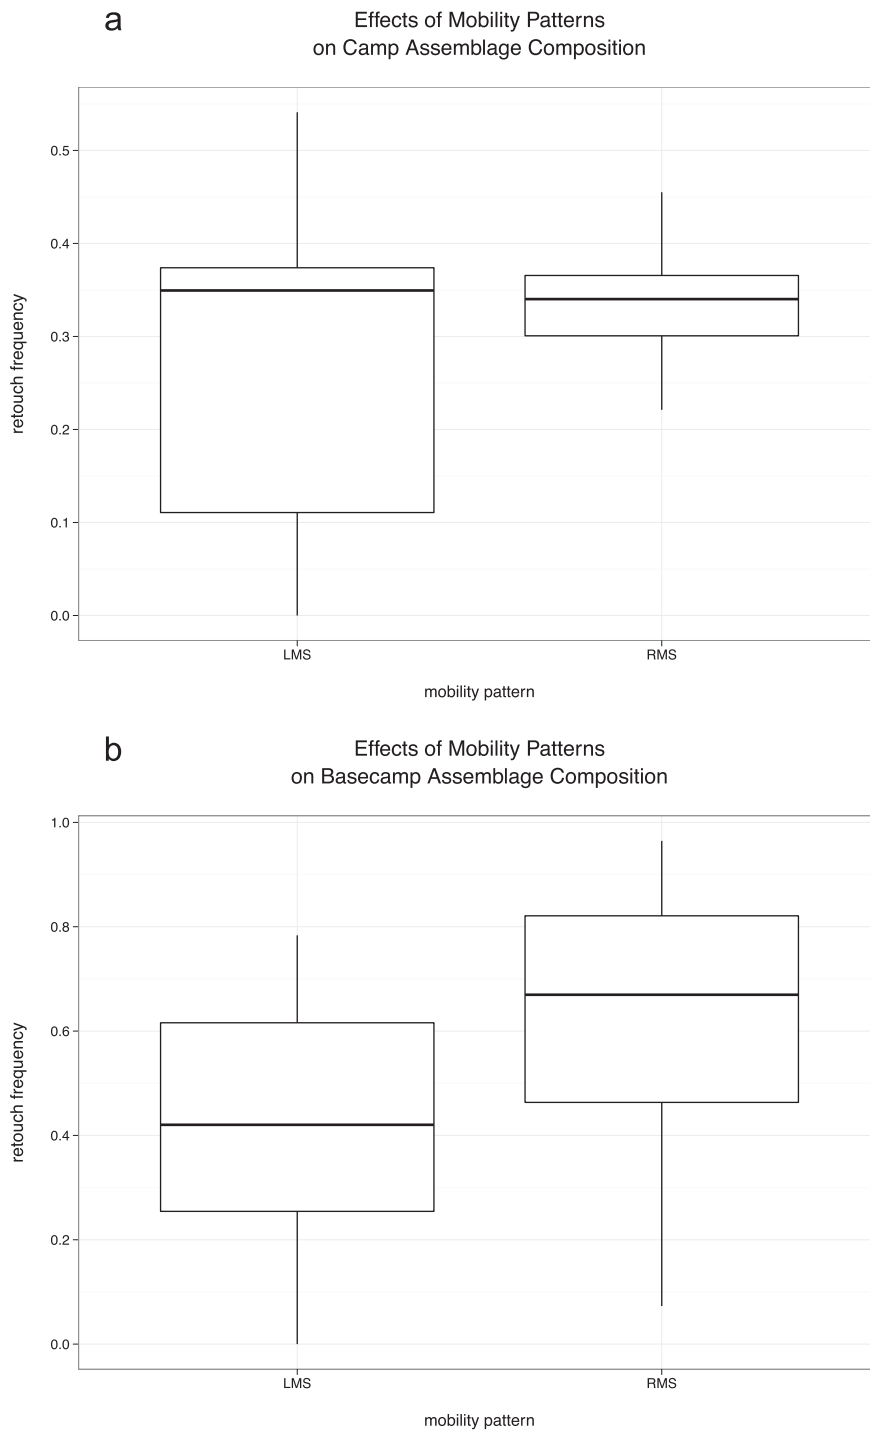 a
Effects of Mobility Patterns
on Camp Assemblage Composition
retouch frequency
0.5
0.4
0.3
0.2
0.1
0.0
LMS
RMS
mobility pattern
b
Effects of Mobility Patterns
on Basecamp Assemblage Composition
retouch frequency
1.0
0.8
0.6
0.4
0.2
0.0
LMS
RMS
mobility pattern